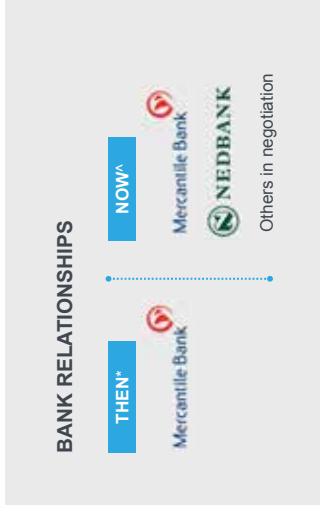 BANK RELATIONSHIPS
THEN*
Mercantile Bank
NOW^
Mercantile Bank
NEDBANK
Others in negotiation